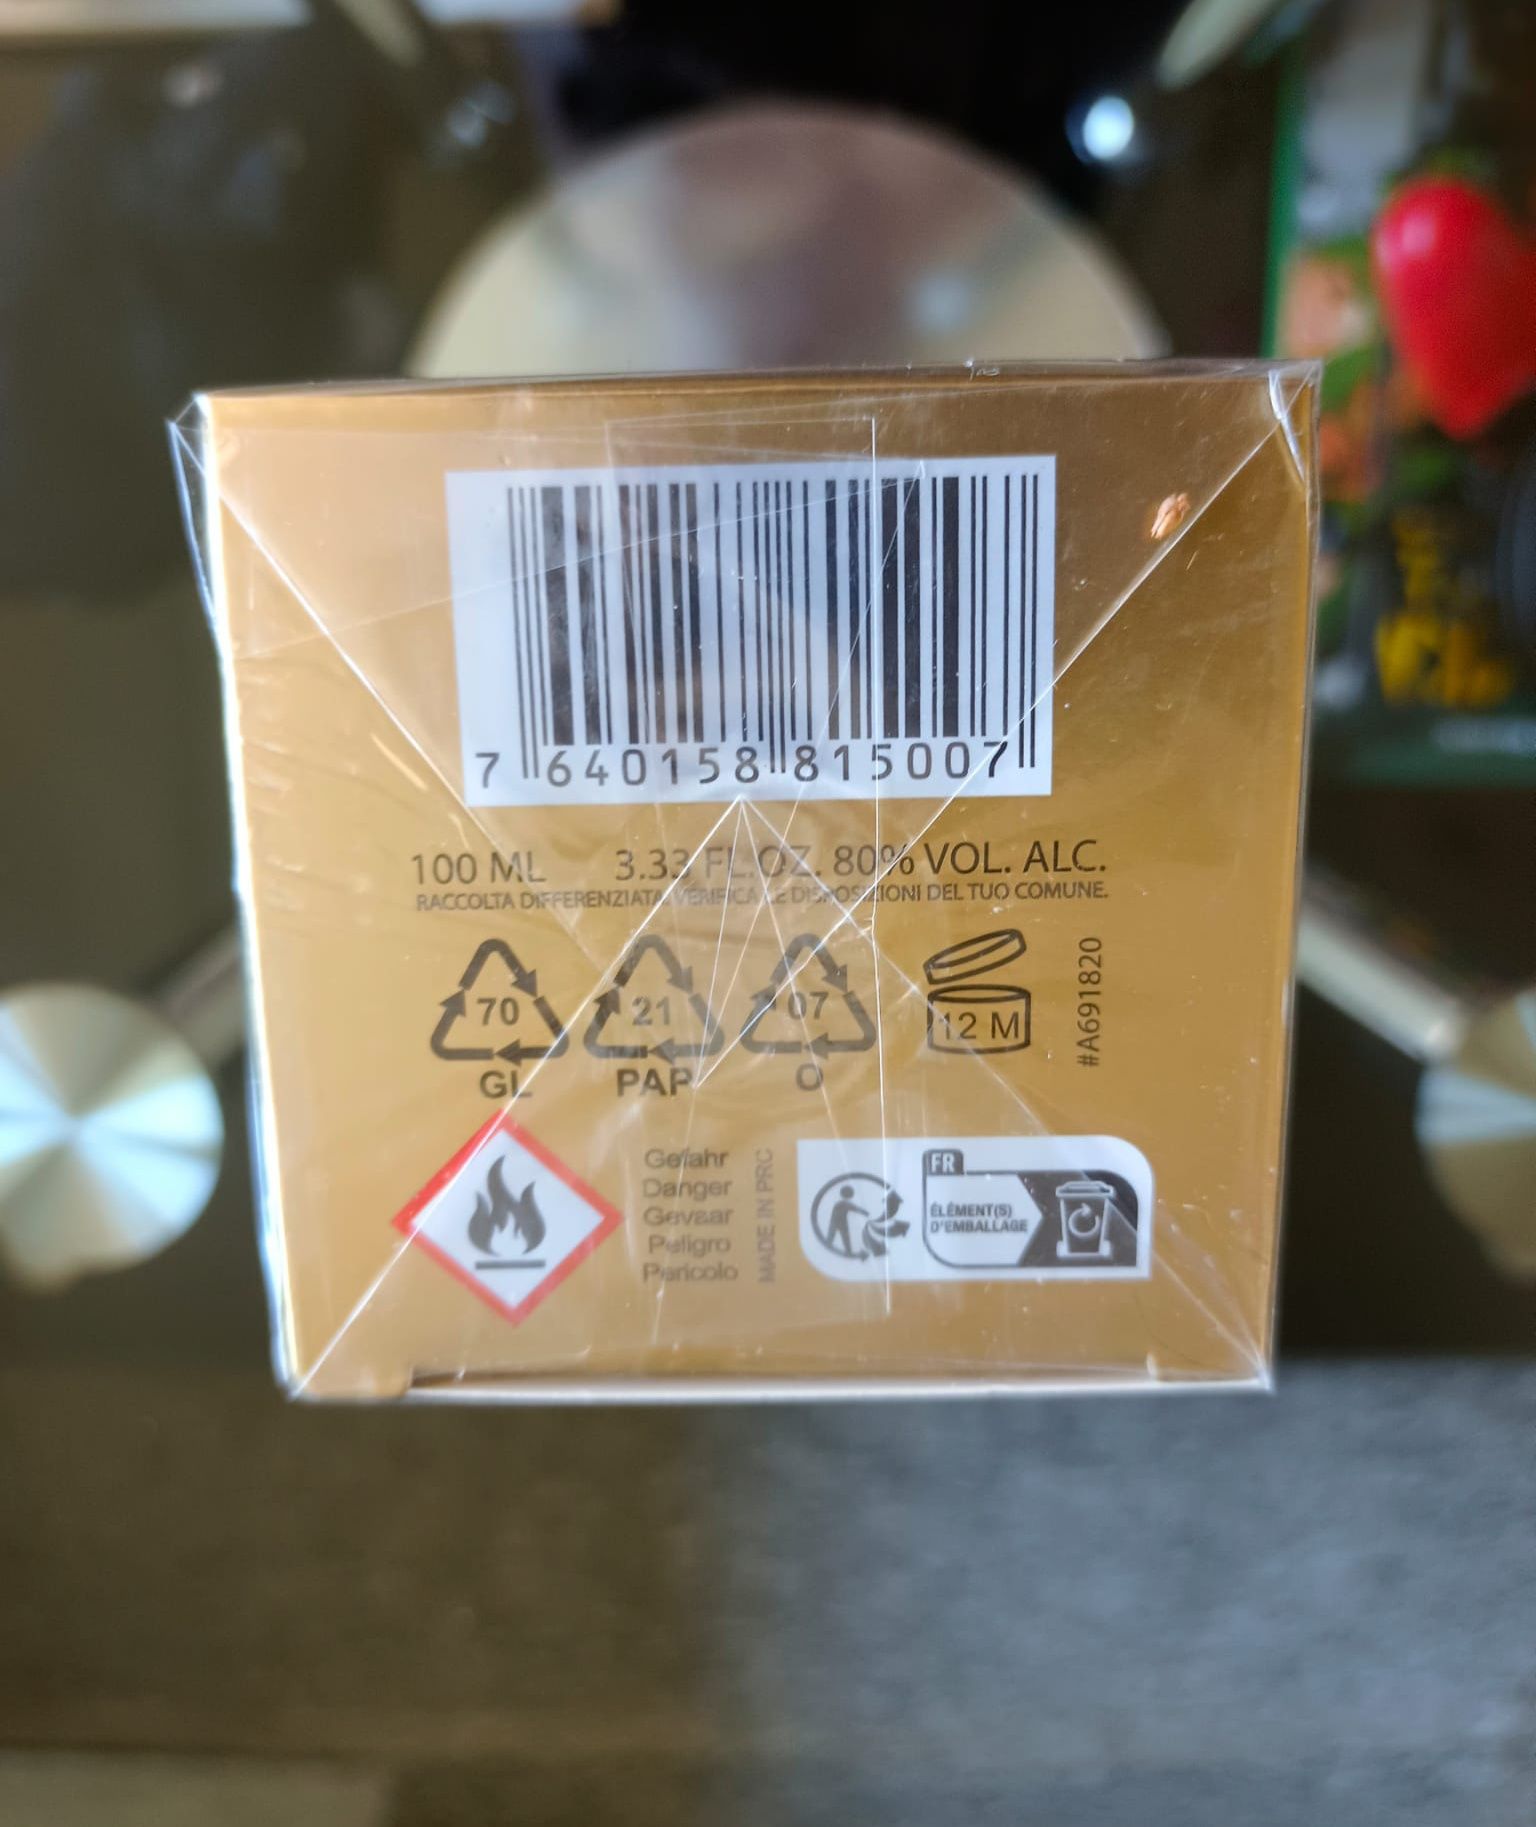 7 640158 815007
100 ML 3.33 FL.OZ. 80% VOL. ALC.
RACCOLTA DIFFERENZIATA. VERIFICA LE DISPOSIZIONI DEL TUO COMUNE.
70
GL
21
PAP
07
O
12 M
#A691820
Gefahr
Danger
Gevaar
Peligro
Pericolo
MADE IN PRC
FR
ÉLÉMENT(S)
D'EMBALLAGE